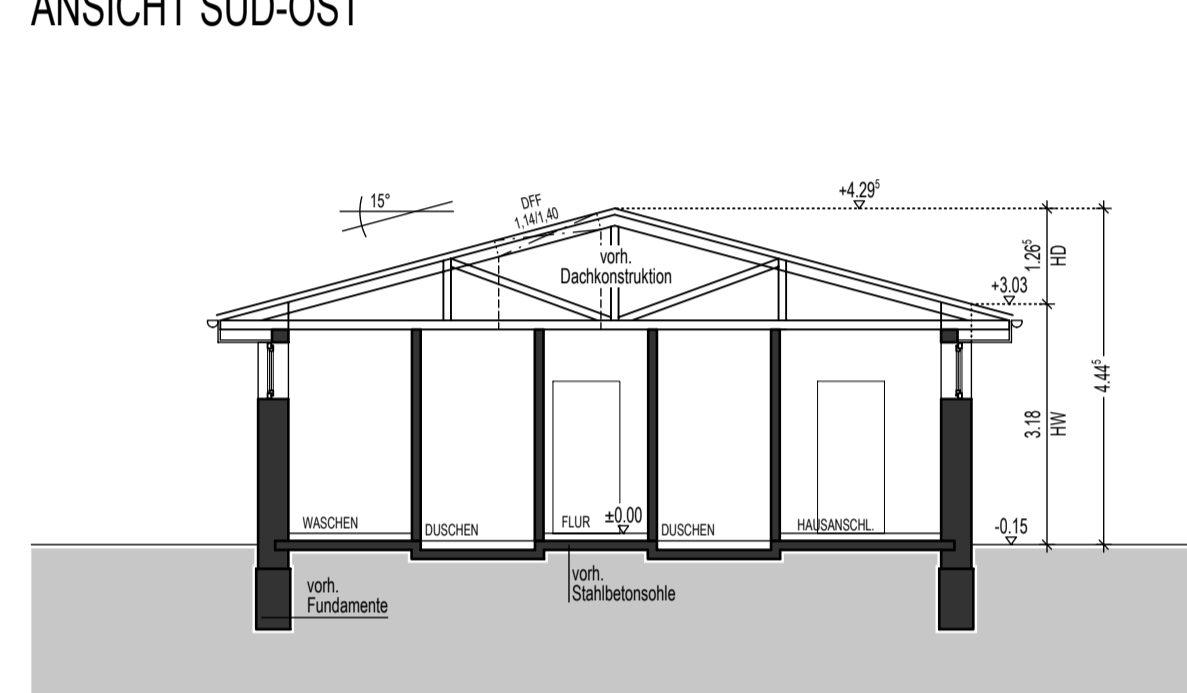 ANSICHT SÜD-OST
15°
DFF
1,14/1,40
+4.29⁵
vorh.
Dachkonstruktion
1.26⁵
HD
+3.03
4.44⁵
3.18
HW
WASCHEN
DUSCHEN
FLUR
±0.00
DUSCHEN
HAUSANSCHL.
-0.15
vorh.
Fundamente
vorh.
Stahlbetonsohle